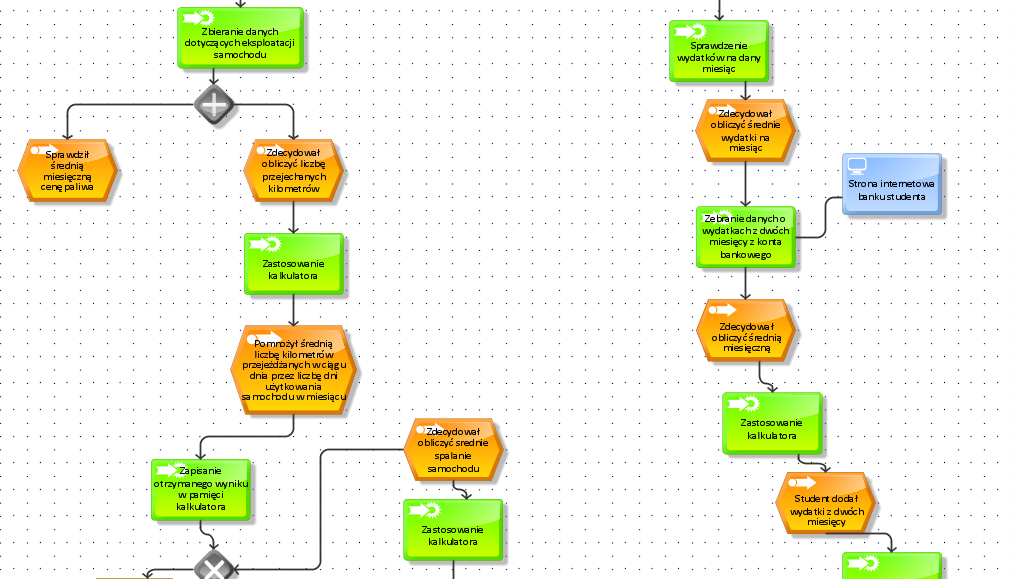 Zbieranie danych
dotyczących eksploatacji
samochodu
Sprawdził
średnią
miesięczną
cenę paliwa
Zdecydował
obliczyć liczbę
przejechanych
kilometrów
Zastosowanie
kalkulatora
Pomnożył średnią
liczbę kilometrów
przejeżdżanych w ciągu
dnia przez liczbę dni
użytkowania
samochodu w miesiącu
Zapisanie
otrzymanego wyniku
w pamięci
kalkulatora
Zdecydował
obliczyć srednie
spalanie
samochodu
Zastosowanie
kalkulatora
Sprawdzenie
wydatków na dany
miesiąc
Zdecydował
obliczyć średnie
wydatki na
miesiąc
Strona internetowa
banku studenta
Zebranie danych o
wydatkach z dwóch
miesięcy z konta
bankowego
Zdecydował
obliczyć średnią
miesięczną
Zastosowanie
kalkulatora
Student dodał
wydatki z dwóch
miesięcy